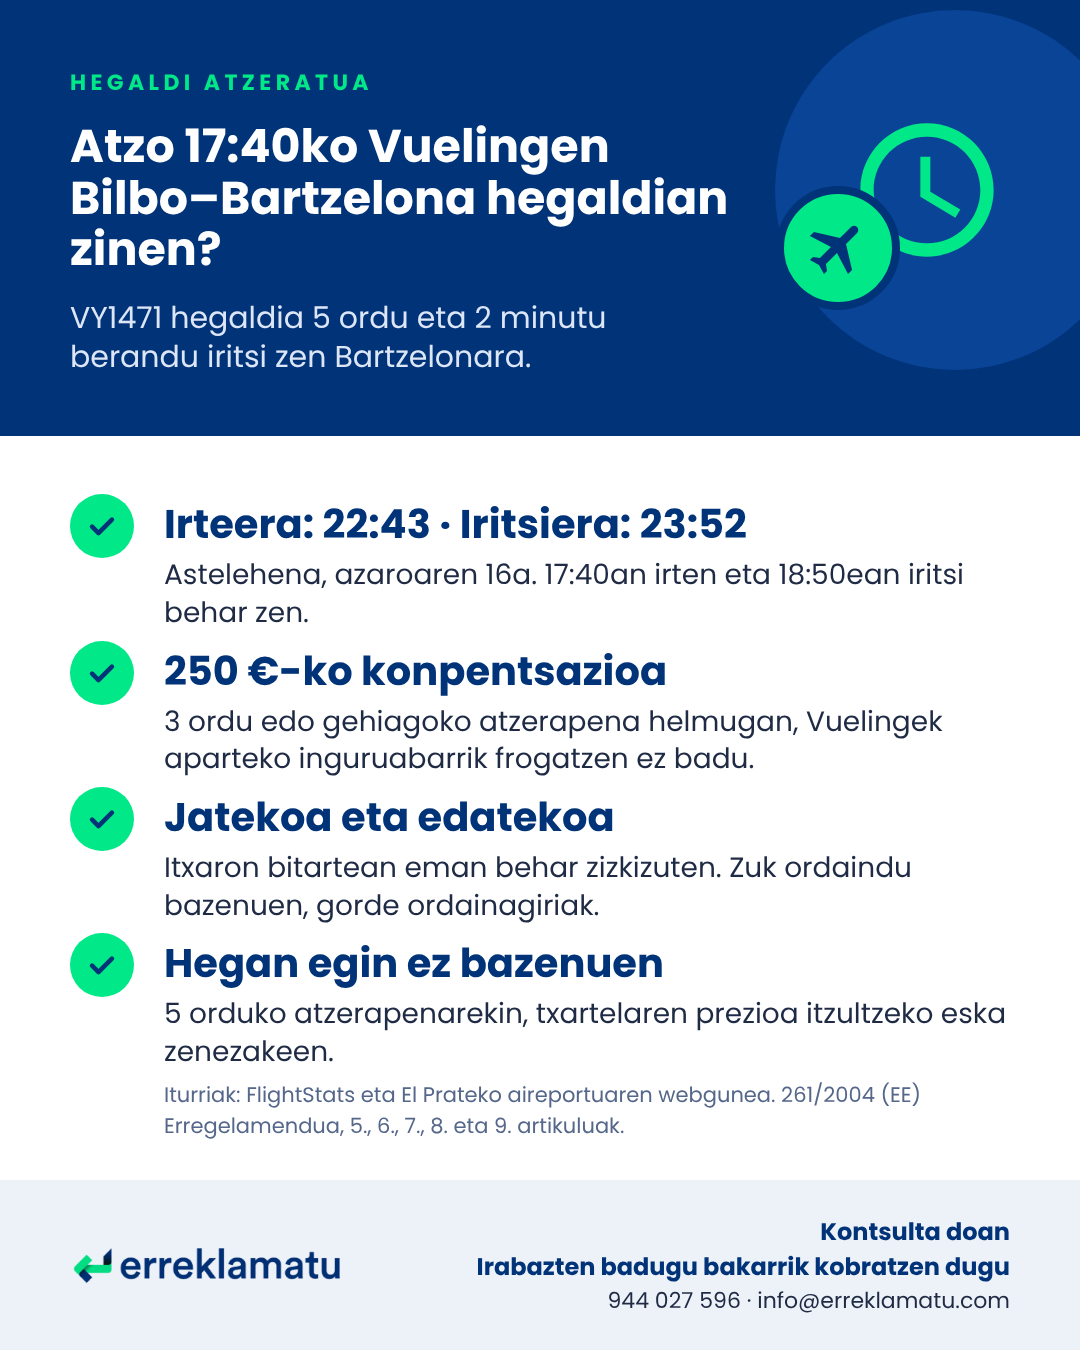 HEGALDI ATZERATUA
Atzo 17:40ko Vuelingen
Bilbo–Bartzelona hegaldian
zinen?
VY1471 hegaldia 5 ordu eta 2 minutu
berandu iritsi zen Bartzelonara.
Irteera: 22:43 · Iritsiera: 23:52
Astelehena, azaroaren 16a. 17:40an irten eta 18:50ean iritsi
behar zen.
250 €-ko konpentsazioa
3 ordu edo gehiagoko atzerapena helmugan, Vuelingek
aparteko inguruabarrik frogatzen ez badu.
Jatekoa eta edatekoa
Itxaron bitartean eman behar zizkizuten. Zuk ordaindu
bazenuen, gorde ordainagiriak.
Hegan egin ez bazenuen
5 orduko atzerapenarekin, txartelaren prezioa itzultzeko eska
zenezakeen.
Iturriak: FlightStats eta El Prateko aireportuaren webgunea. 261/2004 (EE)
Erregelamendua, 5., 6., 7., 8. eta 9. artikuluak.
erreklamatu
Kontsulta doan
Irabazten badugu bakarrik kobratzen dugu
944 027 596 · info@erreklamatu.com